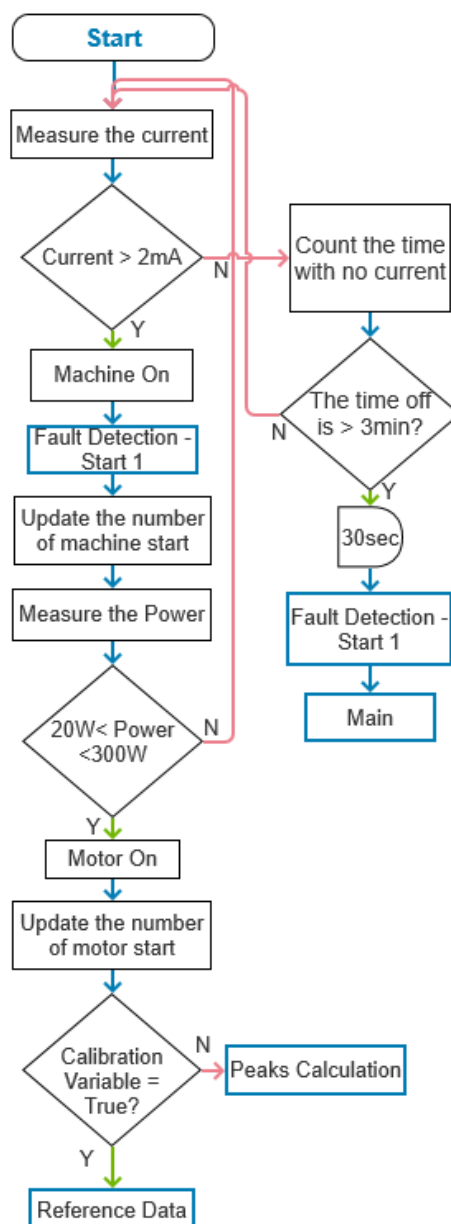 Start
Measure the current
Current > 2mA
N
Y
Count the time
with no current
Machine On
The time off
is > 3min?
N
Y
Fault Detection -
Start 1
30sec
Update the number
of machine start
Fault Detection -
Start 1
Measure the Power
Main
20W< Power
<300W
N
Y
Motor On
Update the number
of motor start
Calibration
Variable =
True?
N
Peaks Calculation
Y
Reference Data